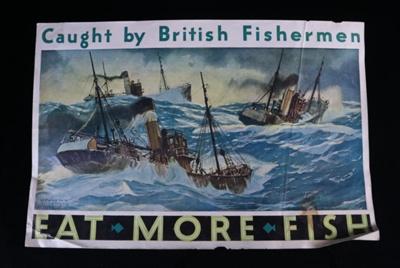 Caught by British Fishermen
EAT MORE FISH